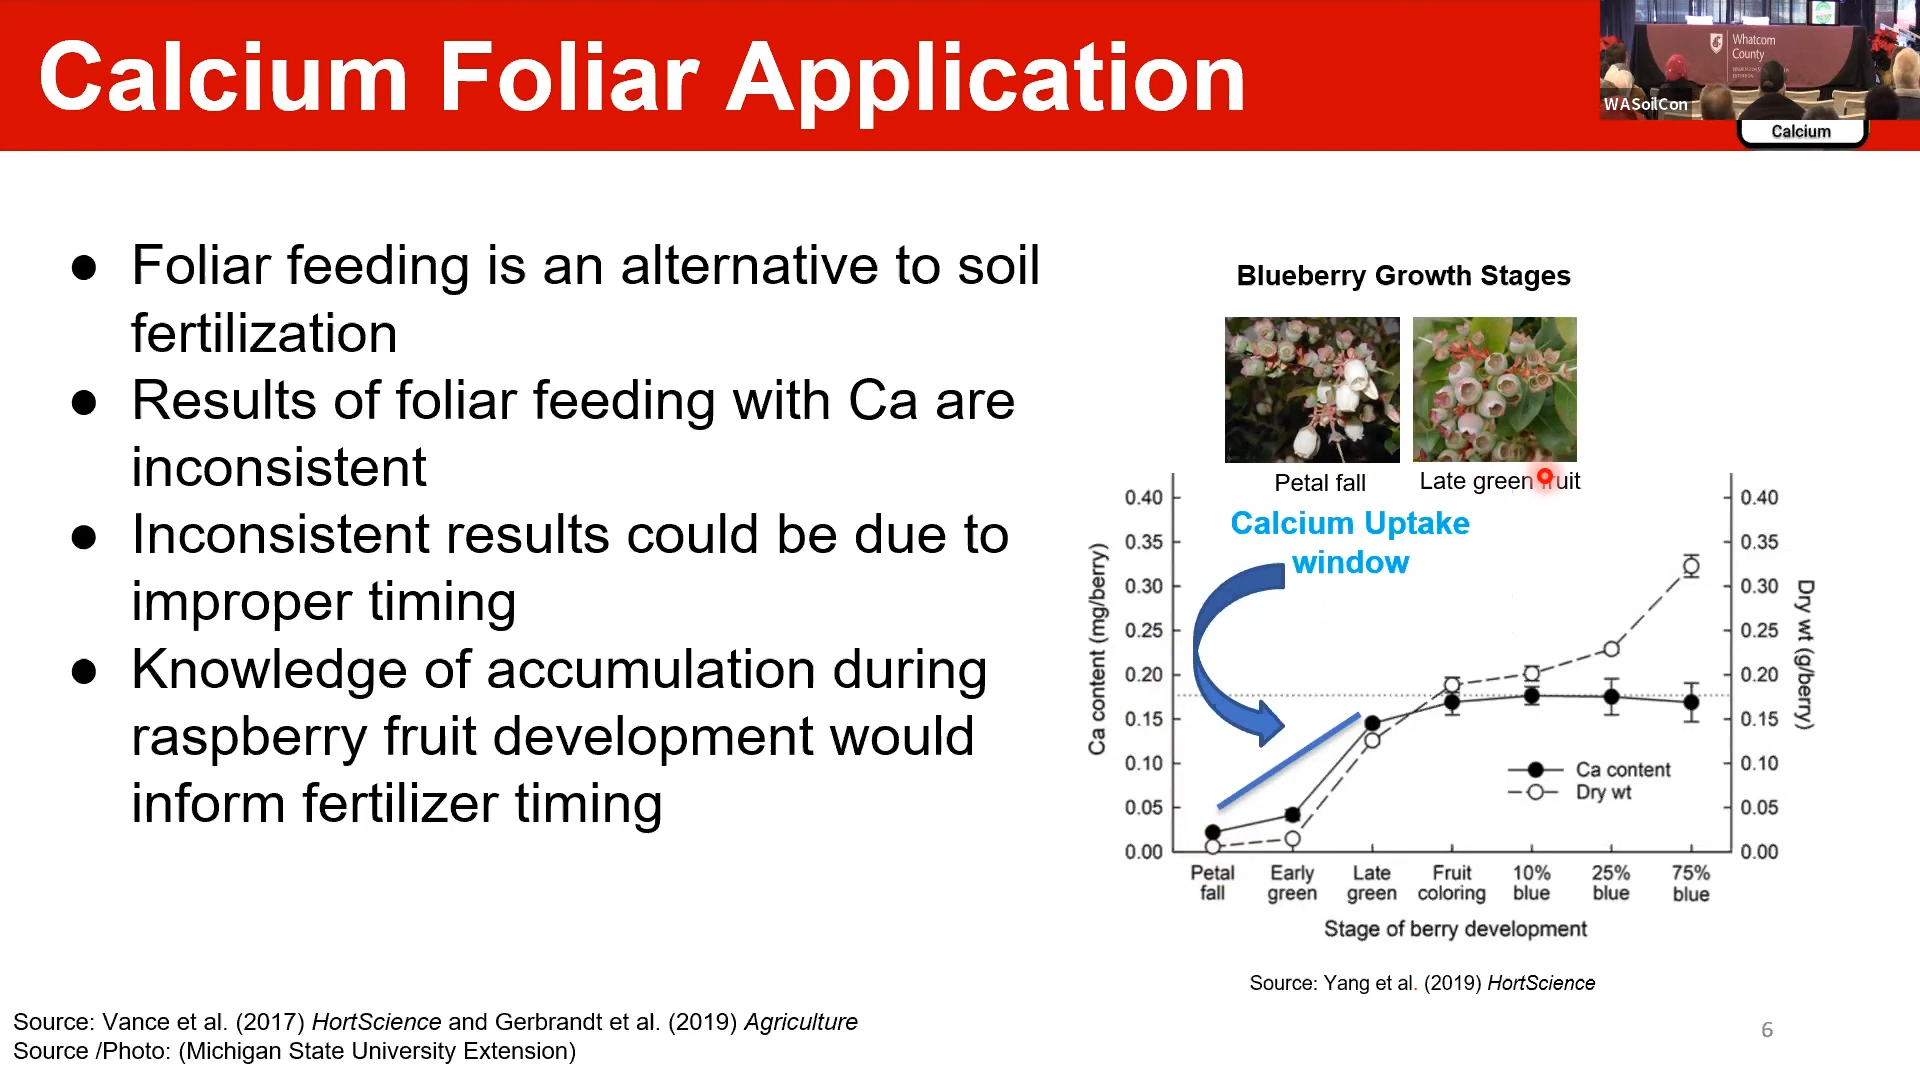 Calcium Foliar Application
Whatcom
County
WASoilCon
Calcium
● Foliar feeding is an alternative to soil
fertilization
● Results of foliar feeding with Ca are
inconsistent
● Inconsistent results could be due to
improper timing
● Knowledge of accumulation during
raspberry fruit development would
inform fertilizer timing
Blueberry Growth Stages
Petal fall
Late green fruit
Calcium Uptake
window
Ca content (mg/berry)
0.40
0.35
0.30
0.25
0.20
0.15
0.10
0.05
0.00
0.40
0.35
0.30
0.25
0.20
0.15
0.10
0.05
0.00
Dry wt (g/berry)
Ca content
Dry wt
Petal fall
Early green
Late green
Fruit coloring
10% blue
25% blue
75% blue
Stage of berry development
Source: Yang et al. (2019) HortScience
Source: Vance et al. (2017) HortScience and Gerbrandt et al. (2019) Agriculture
Source /Photo: (Michigan State University Extension)
6